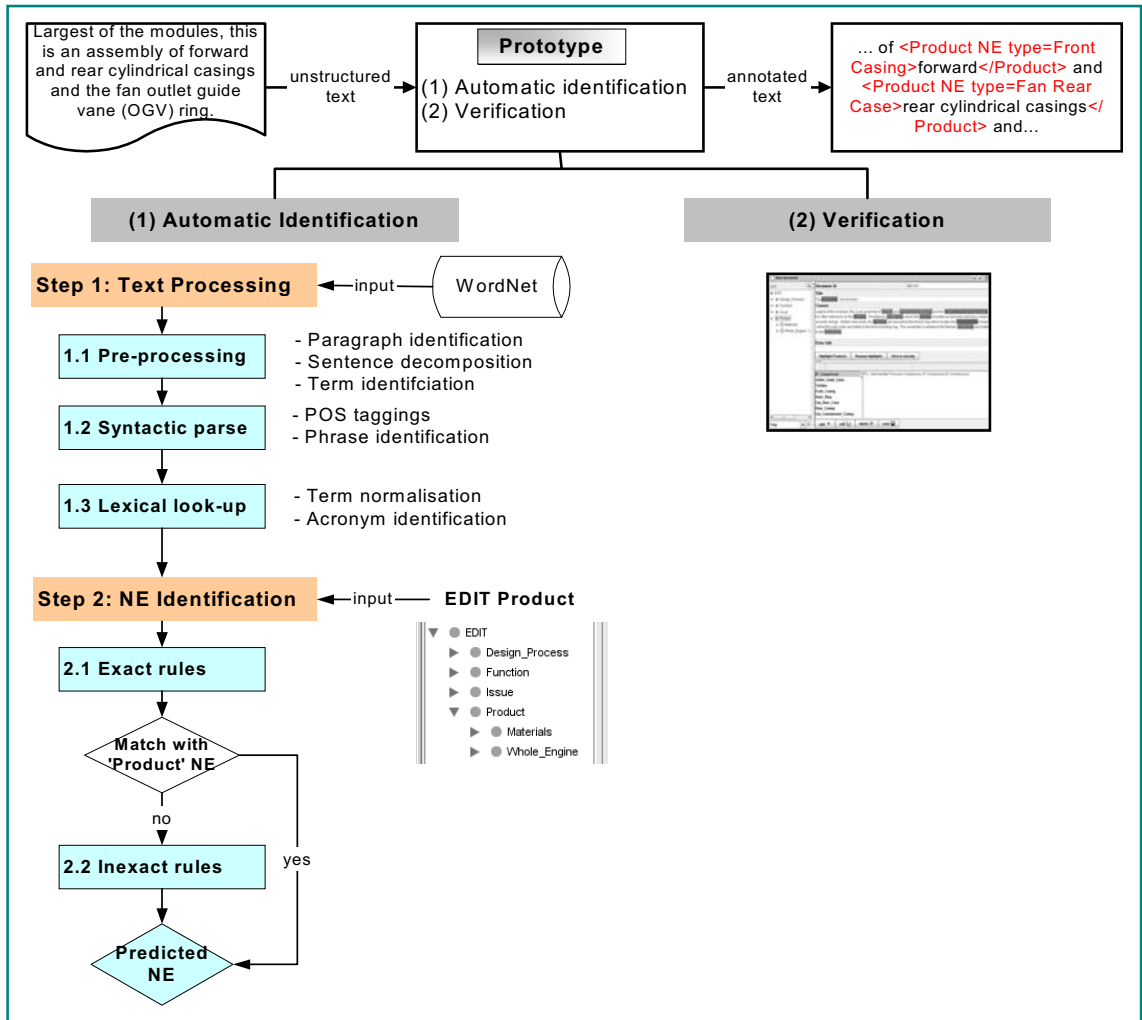 Largest of the modules, this
is an assembly of forward
and rear cylindrical casings
and the fan outlet guide
vane (OGV) ring.
unstructured
text
Prototype
(1) Automatic identification
(2) Verification
annotated
text
... of <Product NE type=Front
Casing>forward</Product> and
<Product NE type=Fan Rear
Case>rear cylindrical casings</
Product> and...
(1) Automatic Identification
(2) Verification
Step 1: Text Processing
input
WordNet
1.1 Pre-processing
- Paragraph identification
- Sentence decomposition
- Term identifciation
1.2 Syntactic parse
- POS taggings
- Phrase identification
1.3 Lexical look-up
- Term normalisation
- Acronym identification
Step 2: NE Identification
input
EDIT Product
EDIT
Design_Process
Function
Issue
Product
Materials
Whole_Engine
2.1 Exact rules
Match with
'Product' NE
no
yes
2.2 Inexact rules
Predicted
NE